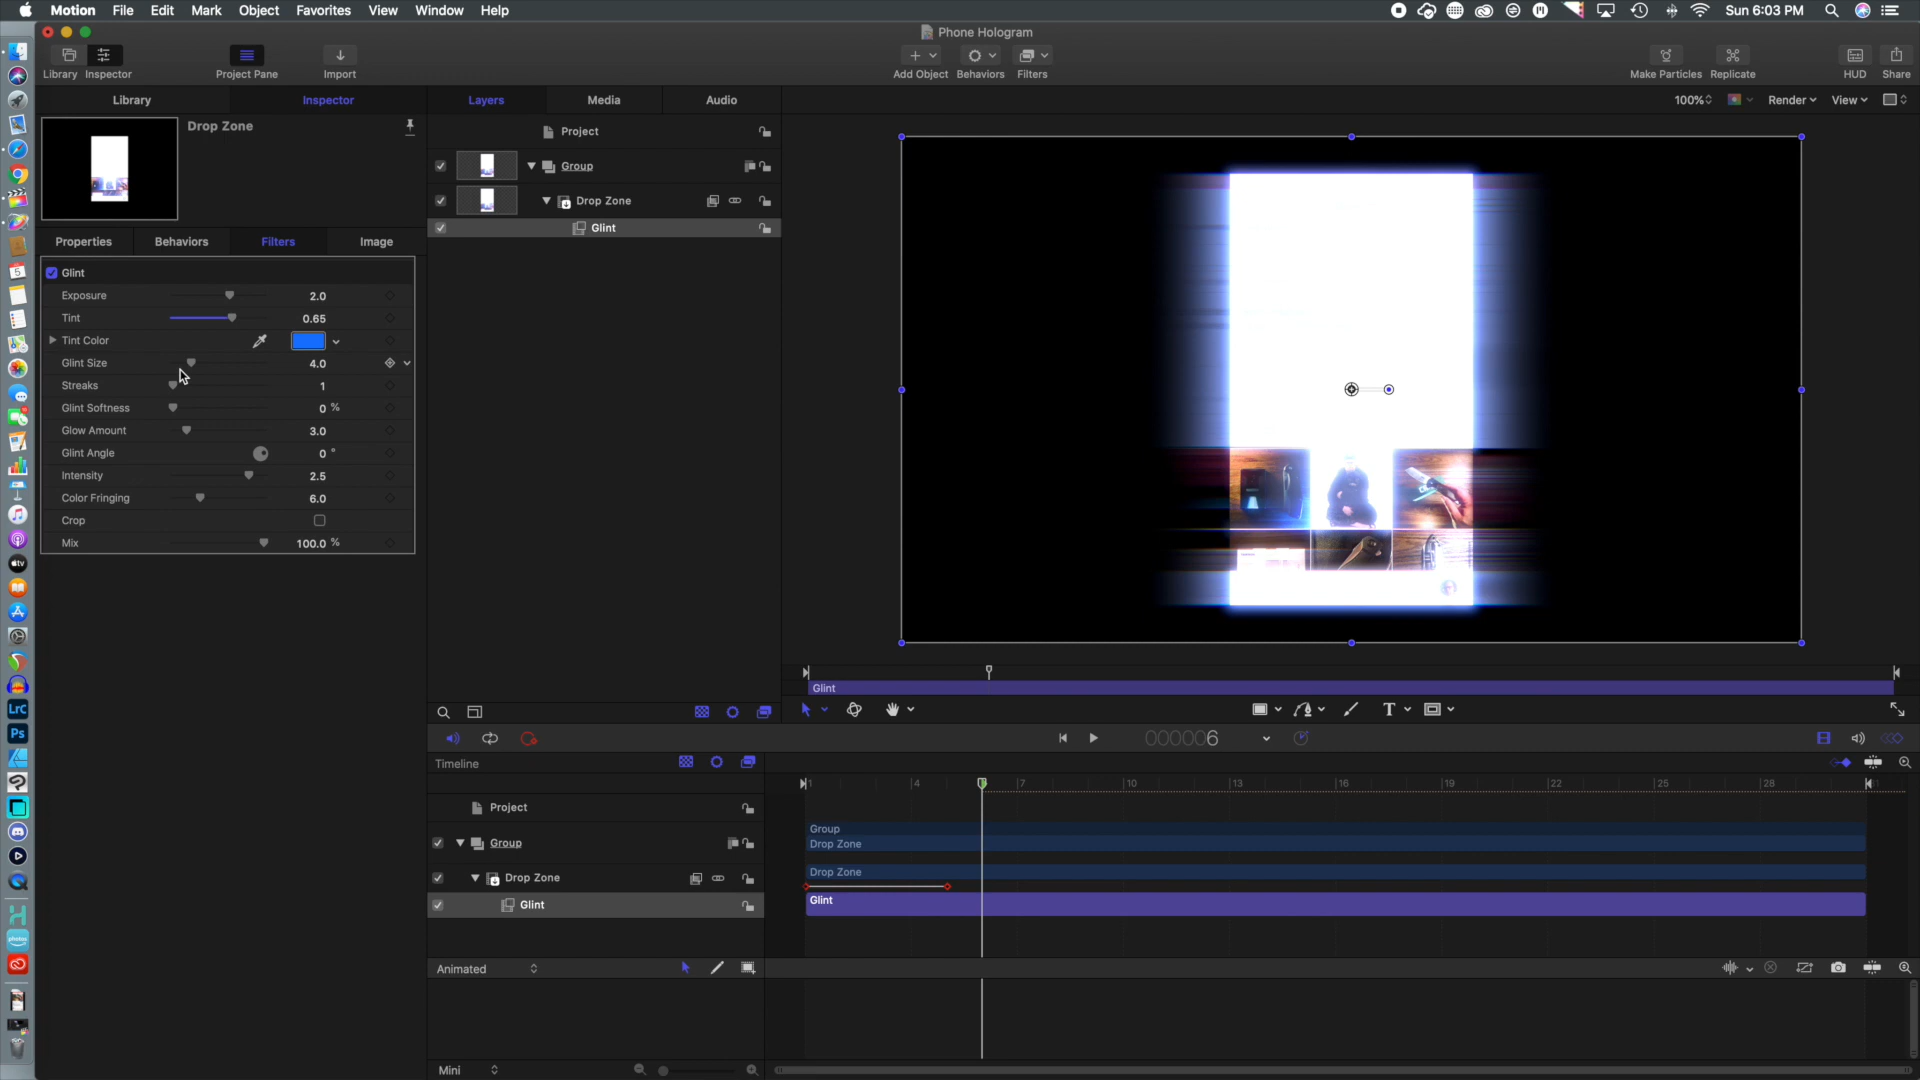 Motion File Edit Mark Object Favorites View Window Help
Sun 6:03 PM
Phone Hologram
Library Inspector Project Pane Import
Add Object Behaviors Filters
Make Particles Replicate HUD Share
Library Inspector
Layers Media Audio
100% Render View
Drop Zone
Project
Group
Drop Zone
Glint
Properties Behaviors Filters Image
Glint
Exposure 2.0
Tint 0.65
Tint Color
Glint Size 4.0
Streaks 1
Glint Softness 0 %
Glow Amount 3.0
Glint Angle 0 °
Intensity 2.5
Color Fringing 6.0
Crop
Mix 100.0 %
Glint
T
000006
Timeline
1 4 7 10 13 16 19 22 25 28
Project
Group
Group
Drop Zone
Drop Zone
Drop Zone
Glint
Glint
Animated
Mini
5
tv
LrC
Ps
photos